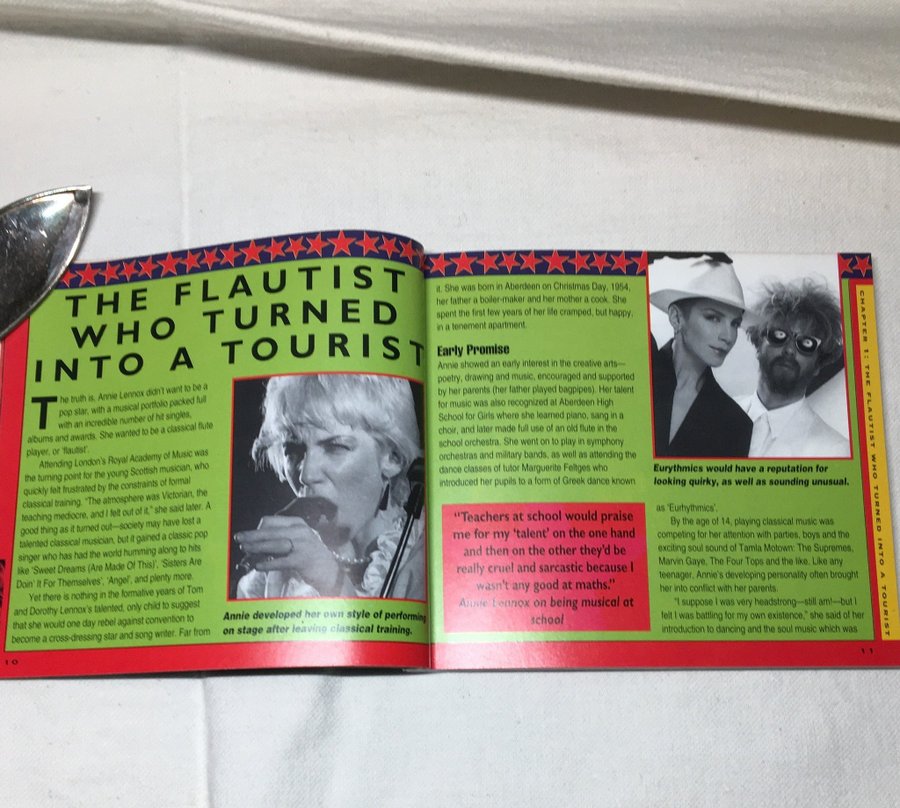 THE FLAUTIST
WHO TURNED
INTO A TOURIST
The truth is, Annie Lennox didn't want to be a
pop star, with a musical portfolio packed full
with an incredible number of hit singles,
albums and awards. She wanted to be a classical flute
player, or 'flautist'.
Attending London's Royal Academy of Music was
the turning point for the young Scottish musician, who
quickly felt frustrated by the constraints of formal
classical training. "The atmosphere was Victorian, the
teaching mediocre, and I felt out of it," she said later. A
good thing as it turned out—society may have lost a
talented classical musician, but it gained a classic pop
singer who has had the world humming along to hits
like 'Sweet Dreams (Are Made Of This)', 'Sisters Are
Doin' It For Themselves', 'Angel', and plenty more.
Yet there is nothing in the formative years of Tom
and Dorothy Lennox's talented, only child to suggest
that she would one day rebel against convention to
become a cross-dressing star and song writer. Far from
Annie developed her own style of performing
on stage after leaving classical training.
10
it. She was born in Aberdeen on Christmas Day, 1954,
her father a boiler-maker and her mother a cook. She
spent the first few years of her life cramped, but happy,
in a tenement apartment.
Early Promise
Annie showed an early interest in the creative arts—
poetry, drawing and music, encouraged and supported
by her parents (her father played bagpipes). Her talent
for music was also recognized at Aberdeen High
School for Girls where she learned piano, sang in a
choir, and later made full use of an old flute in the
school orchestra. She went on to play in symphony
orchestras and military bands, as well as attending the
dance classes of tutor Marguerite Feltges who
introduced her pupils to a form of Greek dance known
"Teachers at school would praise
me for my 'talent' on the one hand
and then on the other they'd be
really cruel and sarcastic because I
wasn't any good at maths."
Annie Lennox on being musical at
school
Eurythmics would have a reputation for
looking quirky, as well as sounding unusual.
as 'Eurhythmics'.
By the age of 14, playing classical music was
competing for her attention with parties, boys and the
exciting soul sound of Tamla Motown: The Supremes,
Marvin Gaye, The Four Tops and the like. Like any
teenager, Annie's developing personality often brought
her into conflict with her parents.
"I suppose I was very headstrong—still am!—but I
felt I was battling for my own existence," she said of her
introduction to dancing and the soul music which was
CHAPTER 1: THE FLAUTIST WHO TURNED INTO A TOURIST
11